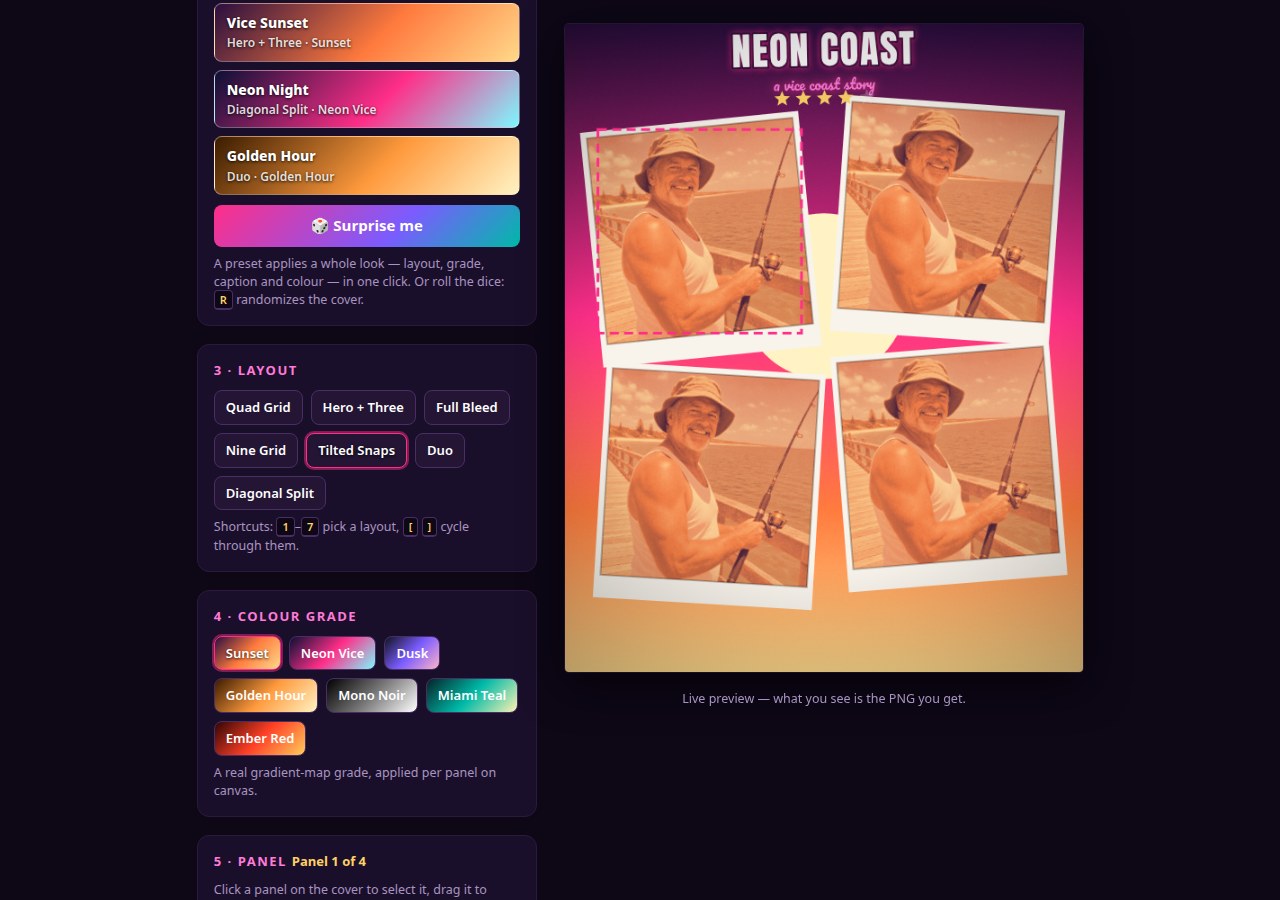 Vice Sunset
Hero + Three · Sunset
Neon Night
Diagonal Split · Neon Vice
Golden Hour
Duo · Golden Hour
🎲 Surprise me
A preset applies a whole look — layout, grade,
caption and colour — in one click. Or roll the dice:
R randomizes the cover.
3 · LAYOUT
Quad Grid
Hero + Three
Full Bleed
Nine Grid
Tilted Snaps
Duo
Diagonal Split
Shortcuts: 1–7 pick a layout, [ ] cycle
through them.
4 · COLOUR GRADE
Sunset
Neon Vice
Dusk
Golden Hour
Mono Noir
Miami Teal
Ember Red
A real gradient-map grade, applied per panel on
canvas.
5 · PANEL Panel 1 of 4
Click a panel on the cover to select it, drag it to
NEON COAST
a vice coast story
Live preview — what you see is the PNG you get.